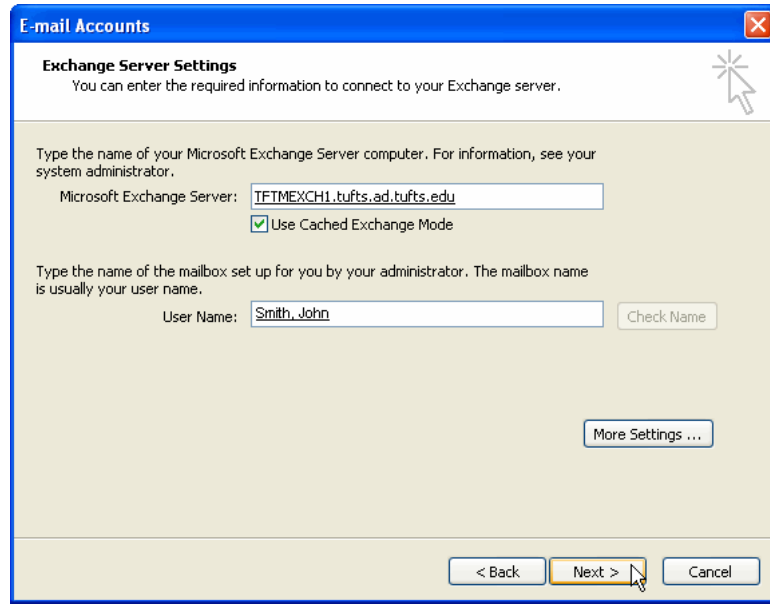 E-mail Accounts
Exchange Server Settings
You can enter the required information to connect to your Exchange server.
Type the name of your Microsoft Exchange Server computer. For information, see your
system administrator.
Microsoft Exchange Server: TFTMEXCH1.tufts.ad.tufts.edu
Use Cached Exchange Mode
Type the name of the mailbox set up for you by your administrator. The mailbox name
is usually your user name.
User Name: Smith, John Check Name
More Settings ...
< Back Next > Cancel